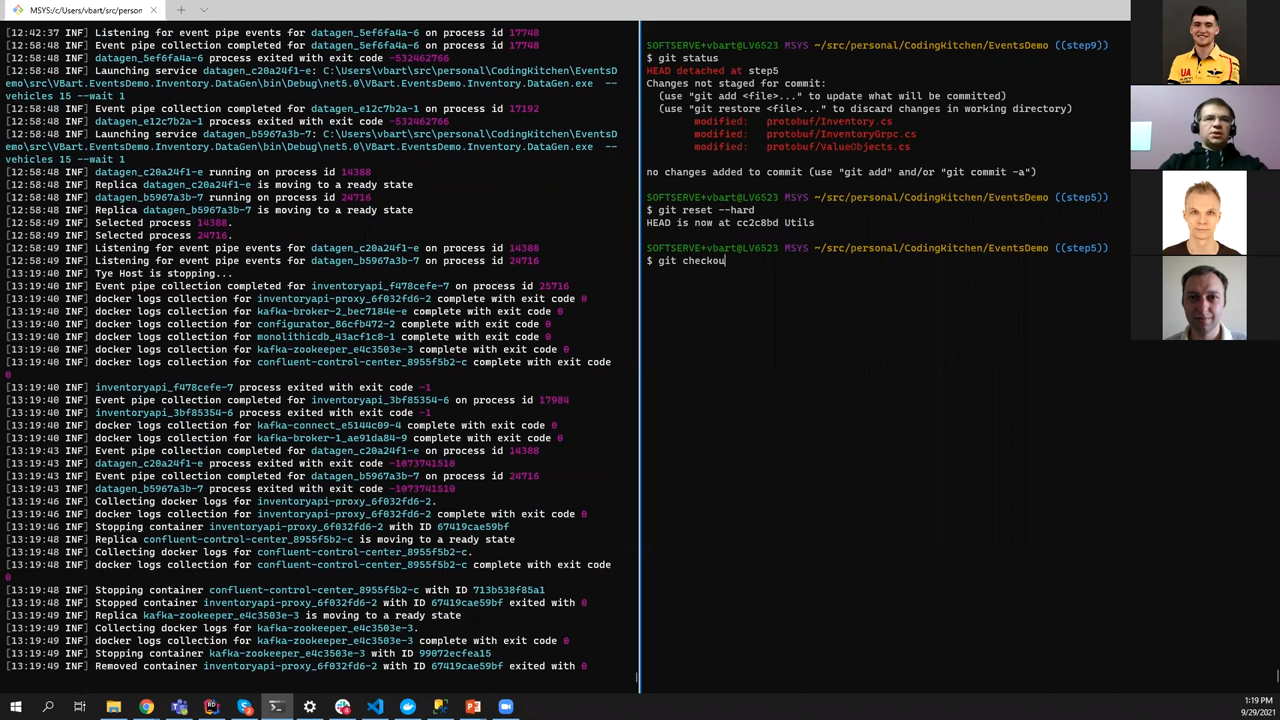 MSYS:/c/Users/vbart/src/person
[12:42:37 INF] Listening for event pipe events for datagen_5ef6fa4a-6 on process id 17748
[12:58:48 INF] Event pipe collection completed for datagen_5ef6fa4a-6 on process id 17748
[12:58:48 INF] datagen_5ef6fa4a-6 process exited with exit code -532462766
[12:58:48 INF] Launching service datagen_c20a24f1-e: C:\Users\vbart\src\personal\CodingKitchen\EventsD
emo\src\VBart.EventsDemo.Inventory.DataGen\bin\Debug\net5.0\VBart.EventsDemo.Inventory.DataGen.exe --
vehicles 15 --wait 1
[12:58:48 INF] Event pipe collection completed for datagen_e12c7b2a-1 on process id 17192
[12:58:48 INF] datagen_e12c7b2a-1 process exited with exit code -532462766
[12:58:48 INF] Launching service datagen_b5967a3b-7: C:\Users\vbart\src\personal\CodingKitchen\EventsD
emo\src\VBart.EventsDemo.Inventory.DataGen\bin\Debug\net5.0\VBart.EventsDemo.Inventory.DataGen.exe --
vehicles 15 --wait 1
[12:58:48 INF] datagen_c20a24f1-e running on process id 14388
[12:58:48 INF] Replica datagen_c20a24f1-e is moving to a ready state
[12:58:48 INF] datagen_b5967a3b-7 running on process id 24716
[12:58:48 INF] Replica datagen_b5967a3b-7 is moving to a ready state
[12:58:49 INF] Selected process 14388.
[12:58:49 INF] Selected process 24716.
[12:58:49 INF] Listening for event pipe events for datagen_c20a24f1-e on process id 14388
[12:58:49 INF] Listening for event pipe events for datagen_b5967a3b-7 on process id 24716
[13:19:40 INF] Tye Host is stopping...
[13:19:40 INF] Event pipe collection completed for inventoryapi_f478cefe-7 on process id 25716
[13:19:40 INF] docker logs collection for inventoryapi-proxy_6f032fd6-2 complete with exit code 0
[13:19:40 INF] docker logs collection for kafka-broker-2_bec7184e-e complete with exit code 0
[13:19:40 INF] docker logs collection for configurator_86cfb472-2 complete with exit code 0
[13:19:40 INF] docker logs collection for monolithicdb_43acf1c8-1 complete with exit code 0
[13:19:40 INF] docker logs collection for kafka-zookeeper_e4c3503e-3 complete with exit code 0
[13:19:40 INF] docker logs collection for confluent-control-center_8955f5b2-c complete with exit code
0
[13:19:40 INF] inventoryapi_f478cefe-7 process exited with exit code -1
[13:19:40 INF] Event pipe collection completed for inventoryapi_3bf85354-6 on process id 17984
[13:19:40 INF] inventoryapi_3bf85354-6 process exited with exit code -1
[13:19:40 INF] docker logs collection for kafka-connect_e5144c09-4 complete with exit code 0
[13:19:40 INF] docker logs collection for kafka-broker-1_ae91da84-9 complete with exit code 0
[13:19:40 INF] Event pipe collection completed for datagen_c20a24f1-e on process id 14388
[13:19:43 INF] datagen_c20a24f1-e process exited with exit code -1073741510
[13:19:43 INF] Event pipe collection completed for datagen_b5967a3b-7 on process id 24716
[13:19:43 INF] datagen_b5967a3b-7 process exited with exit code -1073741510
[13:19:46 INF] Collecting docker logs for inventoryapi-proxy_6f032fd6-2.
[13:19:46 INF] docker logs collection for inventoryapi-proxy_6f032fd6-2 complete with exit code 0
[13:19:46 INF] Stopping container inventoryapi-proxy_6f032fd6-2 with ID 67419cae59bf
[13:19:48 INF] Replica confluent-control-center_8955f5b2-c is moving to a ready state
[13:19:48 INF] Collecting docker logs for confluent-control-center_8955f5b2-c.
[13:19:48 INF] docker logs collection for confluent-control-center_8955f5b2-c complete with exit code
0
[13:19:48 INF] Stopping container confluent-control-center_8955f5b2-c with ID 713b538f85a1
[13:19:48 INF] Stopped container inventoryapi-proxy_6f032fd6-2 with ID 67419cae59bf exited with 0
[13:19:49 INF] Replica kafka-zookeeper_e4c3503e-3 is moving to a ready state
[13:19:49 INF] Collecting docker logs for kafka-zookeeper_e4c3503e-3.
[13:19:49 INF] docker logs collection for kafka-zookeeper_e4c3503e-3 complete with exit code 0
[13:19:49 INF] Stopping container kafka-zookeeper_e4c3503e-3 with ID 99072ecfea15
[13:19:49 INF] Removed container inventoryapi-proxy_6f032fd6-2 with ID 67419cae59bf exited with 0
SOFTSERVE+vbart@LV6523 MSYS ~/src/personal/CodingKitchen/EventsDemo ((step9))
$ git status
HEAD detached at step5
Changes not staged for commit:
(use "git add <file>..." to update what will be committed)
(use "git restore <file>..." to discard changes in working directory)
modified: protobuf/Inventory.cs
modified: protobuf/InventoryGrpc.cs
modified: protobuf/ValueObjects.cs
no changes added to commit (use "git add" and/or "git commit -a")
SOFTSERVE+vbart@LV6523 MSYS ~/src/personal/CodingKitchen/EventsDemo ((step5))
$ git reset --hard
HEAD is now at cc2c8bd Utils
SOFTSERVE+vbart@LV6523 MSYS ~/src/personal/CodingKitchen/EventsDemo ((step5))
$ git checkou
1:19 PM
9/29/2021